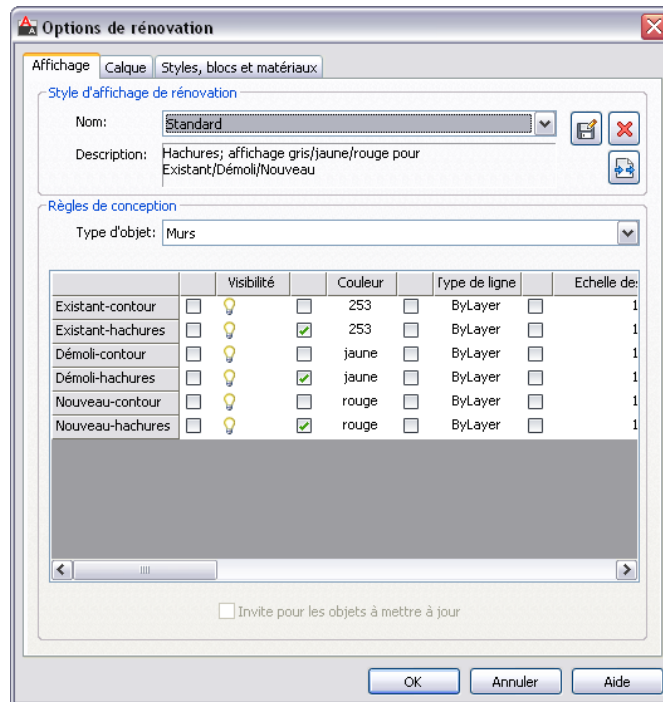 Options de rénovation
Affichage Calque Styles, blocs et matériaux
Style d'affichage de rénovation
Nom: Standard
Description: Hachures; affichage gris/jaune/rouge pour
Existant/Démoli/Nouveau
Règles de conception
Type d'objet: Murs
Visibilité Couleur Type de ligne Echelle de
Existant-contour 253 ByLayer 1
Existant-hachures 253 ByLayer 1
Démoli-contour jaune ByLayer 1
Démoli-hachures jaune ByLayer 1
Nouveau-contour rouge ByLayer 1
Nouveau-hachures rouge ByLayer 1
Invite pour les objets à mettre à jour
OK Annuler Aide